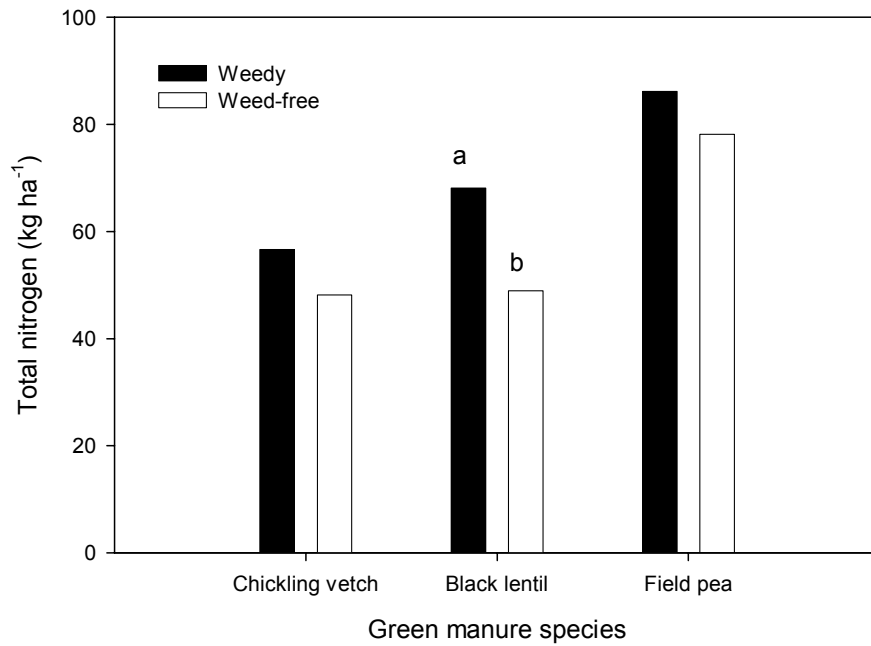 100
80
60
40
20
0
Total nitrogen (kg ha⁻¹)
Weedy
Weed-free
a
b
Chickling vetch Black lentil Field pea
Green manure species